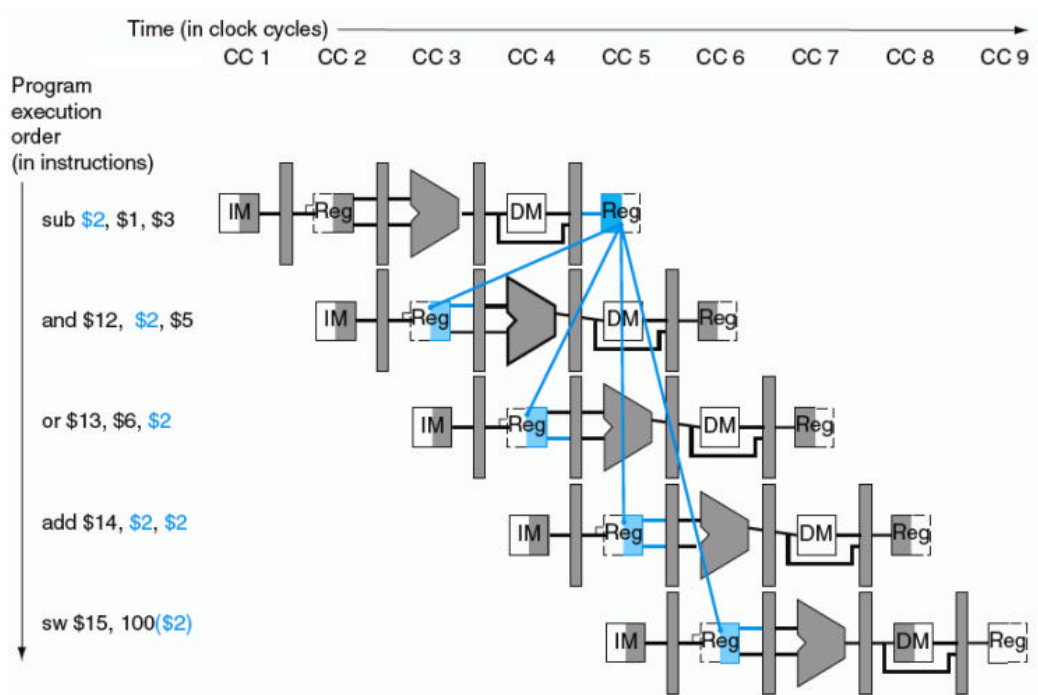 Time (in clock cycles)
CC 1 CC 2 CC 3 CC 4 CC 5 CC 6 CC 7 CC 8 CC 9
Program
execution
order
(in instructions)
sub $2, $1, $3
IM Reg DM Reg
and $12, $2, $5
IM Reg DM Reg
or $13, $6, $2
IM Reg DM Reg
add $14, $2, $2
IM Reg DM Reg
sw $15, 100($2)
IM Reg DM Reg